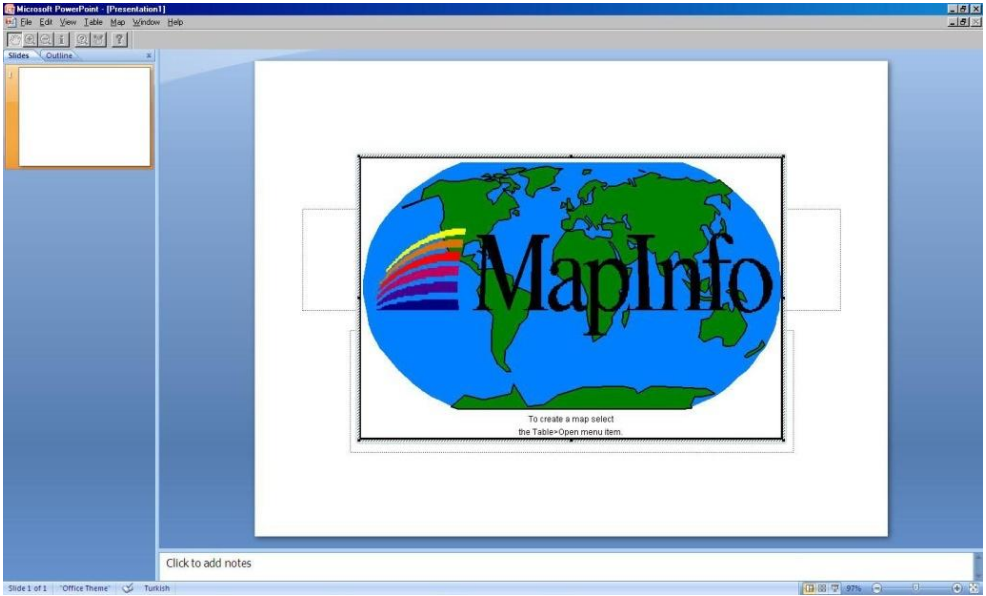 Microsoft PowerPoint - [Presentation1]
File Edit View Table Map Window Help
Slides Outline
1
MapInfo
To create a map select
the Table>Open menu item.
Click to add notes
Slide 1 of 1 "Office Theme" Turkish 97%